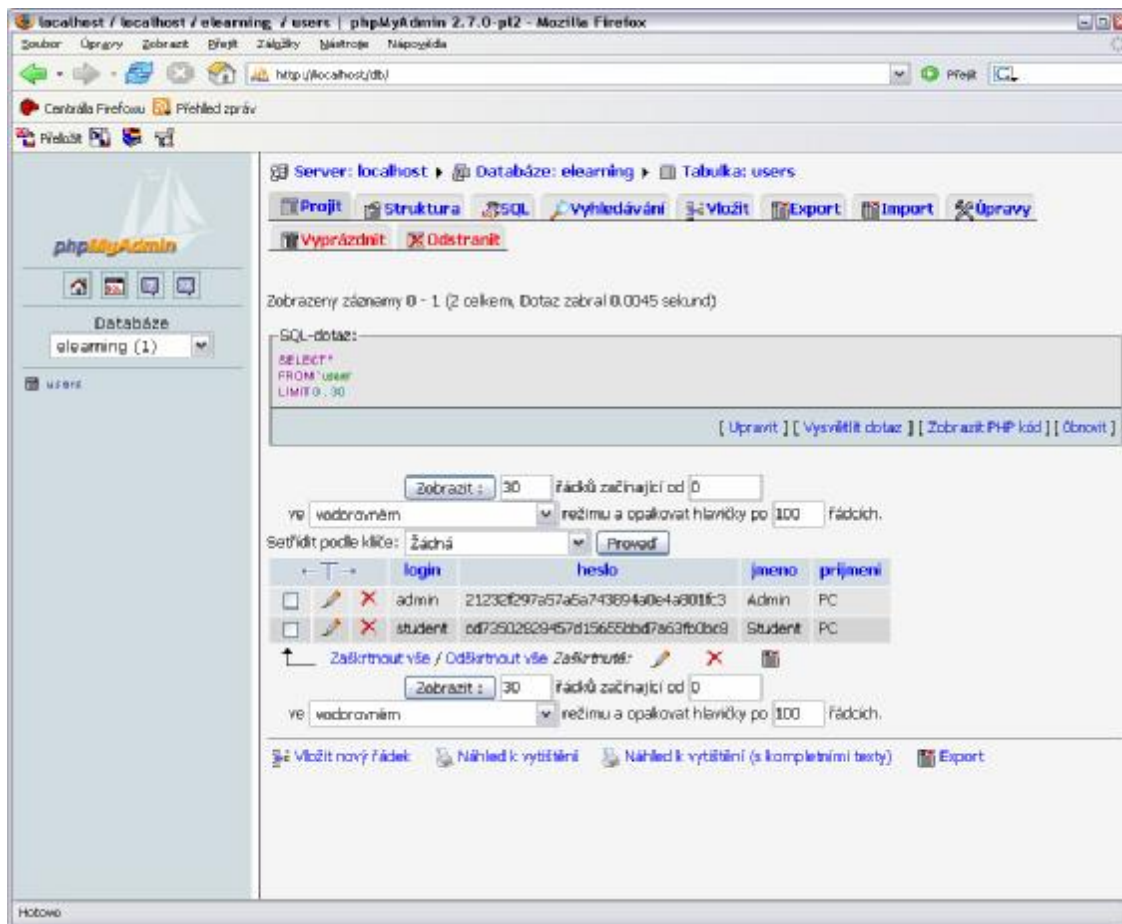 localhost / localhost / elearning / users | phpMyAdmin 2.7.0-pl2 - Mozilla Firefox
Soubor Úpravy Zobrazit Přejít Záložky Nástroje Nápověda
http://localhost/db/ Přejít
Centrála Firefoxu Přehled zpráv
Přeložit
phpMyAdmin
Databáze
elearning (1)
users
Server: localhost Databáze: elearning Tabulka: users
Projít Struktura SQL Vyhledávání Vložit Export Import Úpravy
Vyprázdnit Odstranit
Zobrazeny záznamy 0 - 1 (2 celkem, Dotaz zabral 0.0045 sekund)
SQL-dotaz:
SELECT *
FROM `user
LIMIT 0 , 30
[ Upravit ] [ Vysvětlit dotaz ] [ Zobrazit PHP kód ] [ Obnovit ]
Zobrazit : 30 řádků začínající od 0
ve vodorovném režimu a opakovat hlavičky po 100 řádcích.
Setřídit podle klíče: Žádná Proveď
← T → login heslo jmeno prijmeni
admin 21232f297a57a5a743894a0e4a801fc3 Admin PC
student cd73502828457d15655bbd7a63fb0bc8 Student PC
Zaškrtnout vše / Odškrtnout vše Zaškrtnuté:
Zobrazit : 30 řádků začínající od 0
ve vodorovném režimu a opakovat hlavičky po 100 řádcích.
Vložit nový řádek Náhled k vytištění Náhled k vytištění (s kompletními texty) Export
Hotovo